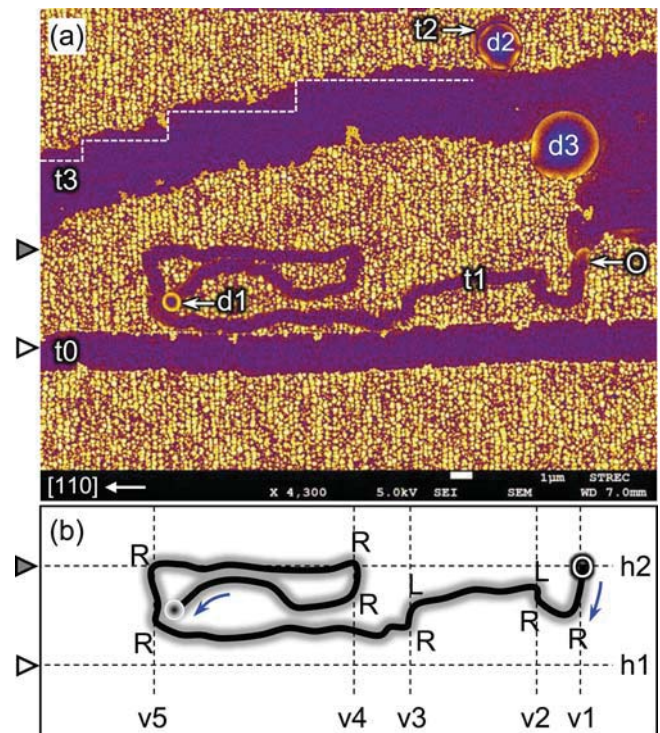 (a)
t2
d2
d3
t3
O
t1
d1
t0
[110]
1µm STREC
X 4,300 5.0kV SEI SEM WD 7.0mm
(b)
R R
O h2
L L
R R R
R R
h1
v5 v4 v3 v2 v1